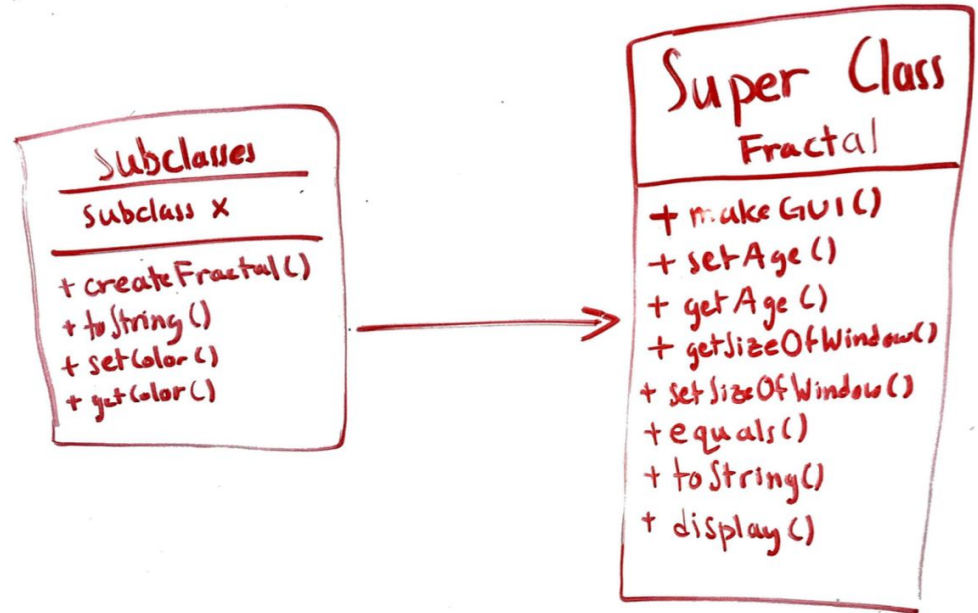 Subclasses
Subclass X
+ createFractal()
+ toString()
+ setColor()
+ getColor()
Super Class
Fractal
+ makeGUI()
+ setAge()
+ getAge()
+ getSizeOfWindow()
+ setSizeOfWindow()
+ equals()
+ toString()
+ display()